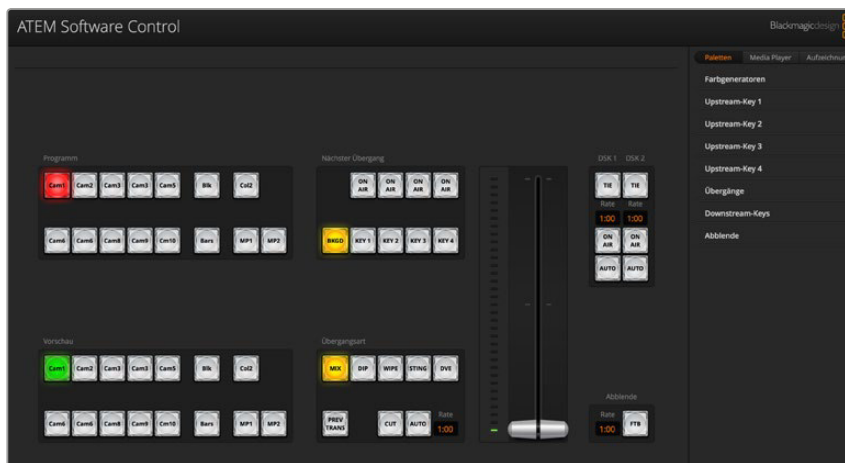 ATEM Software Control
Blackmagicdesign
Paletten Media Player Aufzeichnun
Farbgeneratoren
Upstream-Key 1
Upstream-Key 2
Upstream-Key 3
Upstream-Key 4
Übergänge
Downstream-Keys
Abblende
Programm
Cam1 Cam2 Cam3 Cam3 Cam5 Blk Col2
Cam6 Cam6 Cam8 Cam9 Cm10 Bars MP1 MP2
Nächster Übergang
ON AIR ON AIR ON AIR ON AIR
BKGD KEY 1 KEY 2 KEY 3 KEY 4
DSK 1 DSK 2
TIE TIE
Rate Rate
1:00 1:00
ON AIR ON AIR
AUTO AUTO
Vorschau
Cam1 Cam2 Cam3 Cam3 Cam5 Blk Col2
Cam6 Cam6 Cam8 Cam9 Cm10 Bars MP1 MP2
Übergangsart
MIX DIP WIPE STING DVE
PREV TRANS CUT AUTO Rate 1:00
Abblende
Rate
1:00 FTB